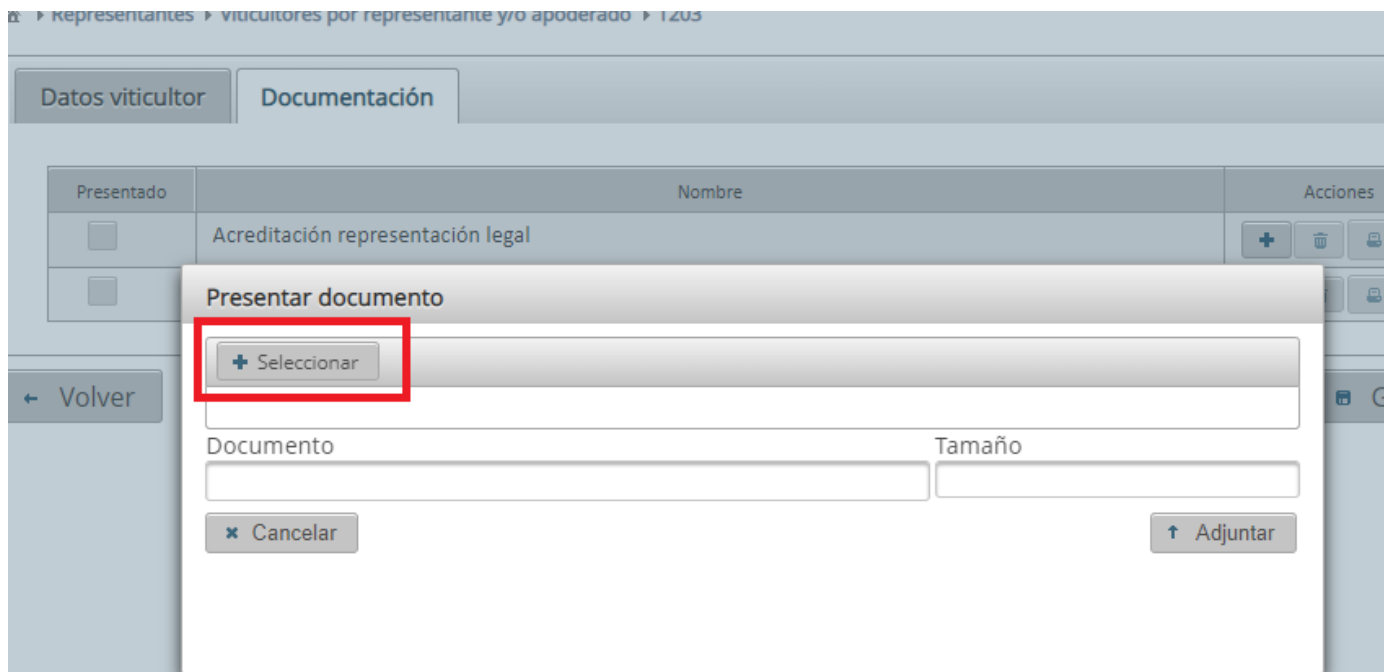 Representantes Viticultores por representante y/o apoderado 1203
Datos viticultor Documentación
Presentado Nombre Acciones
Acreditación representación legal
Presentar documento
Seleccionar
Volver G
Documento Tamaño
Cancelar Adjuntar